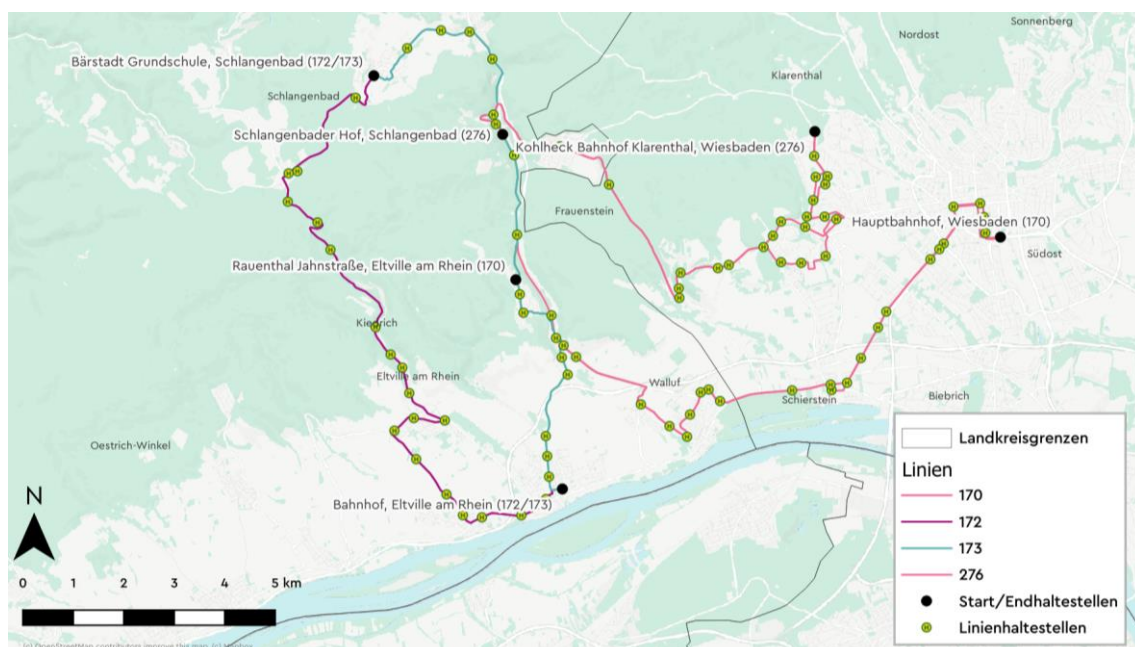 Sonnenberg
Nordost
Bärstadt Grundschule, Schlangenbad (172/173)
Klarenthal
Schlangenbad
Schlangenbader Hof, Schlangenbad (276)
Kohlheck Bahnhof Klarenthal, Wiesbaden (276)
Frauenstein
Hauptbahnhof, Wiesbaden (170)
Südost
Rauenthal Jahnstraße, Eltville am Rhein (170)
Kiedrich
Eltville am Rhein
Walluf
Schierstein
Biebrich
Oestrich-Winkel
Bahnhof, Eltville am Rhein (172/173)
N
0 1 2 3 4 5 km
Landkreisgrenzen
Linien
170
172
173
276
Start/Endhaltestellen
H Linienhaltestellen